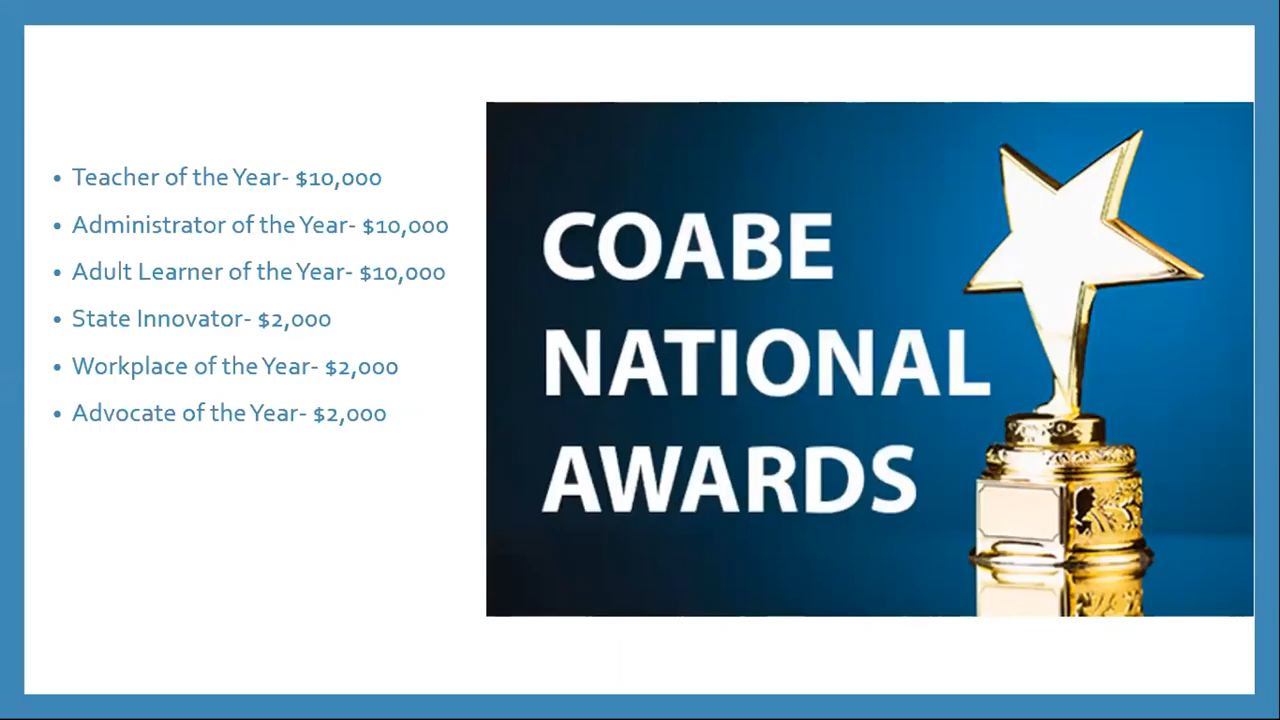 • Teacher of the Year- $10,000
• Administrator of the Year- $10,000
• Adult Learner of the Year- $10,000
• State Innovator- $2,000
• Workplace of the Year- $2,000
• Advocate of the Year- $2,000
COABE
NATIONAL
AWARDS